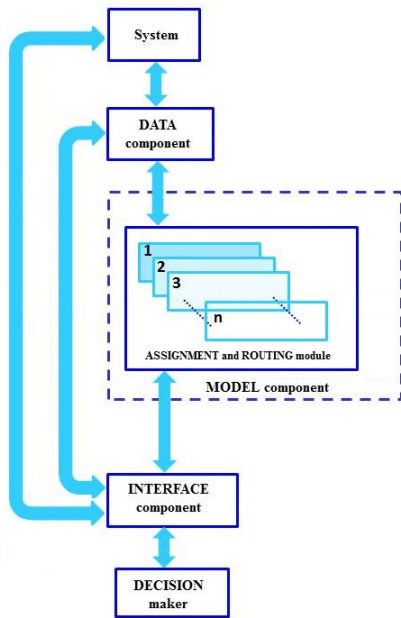 System
DATA
component
1
2
3
n
ASSIGNMENT and ROUTING module
MODEL component
INTERFACE
component
DECISION
maker